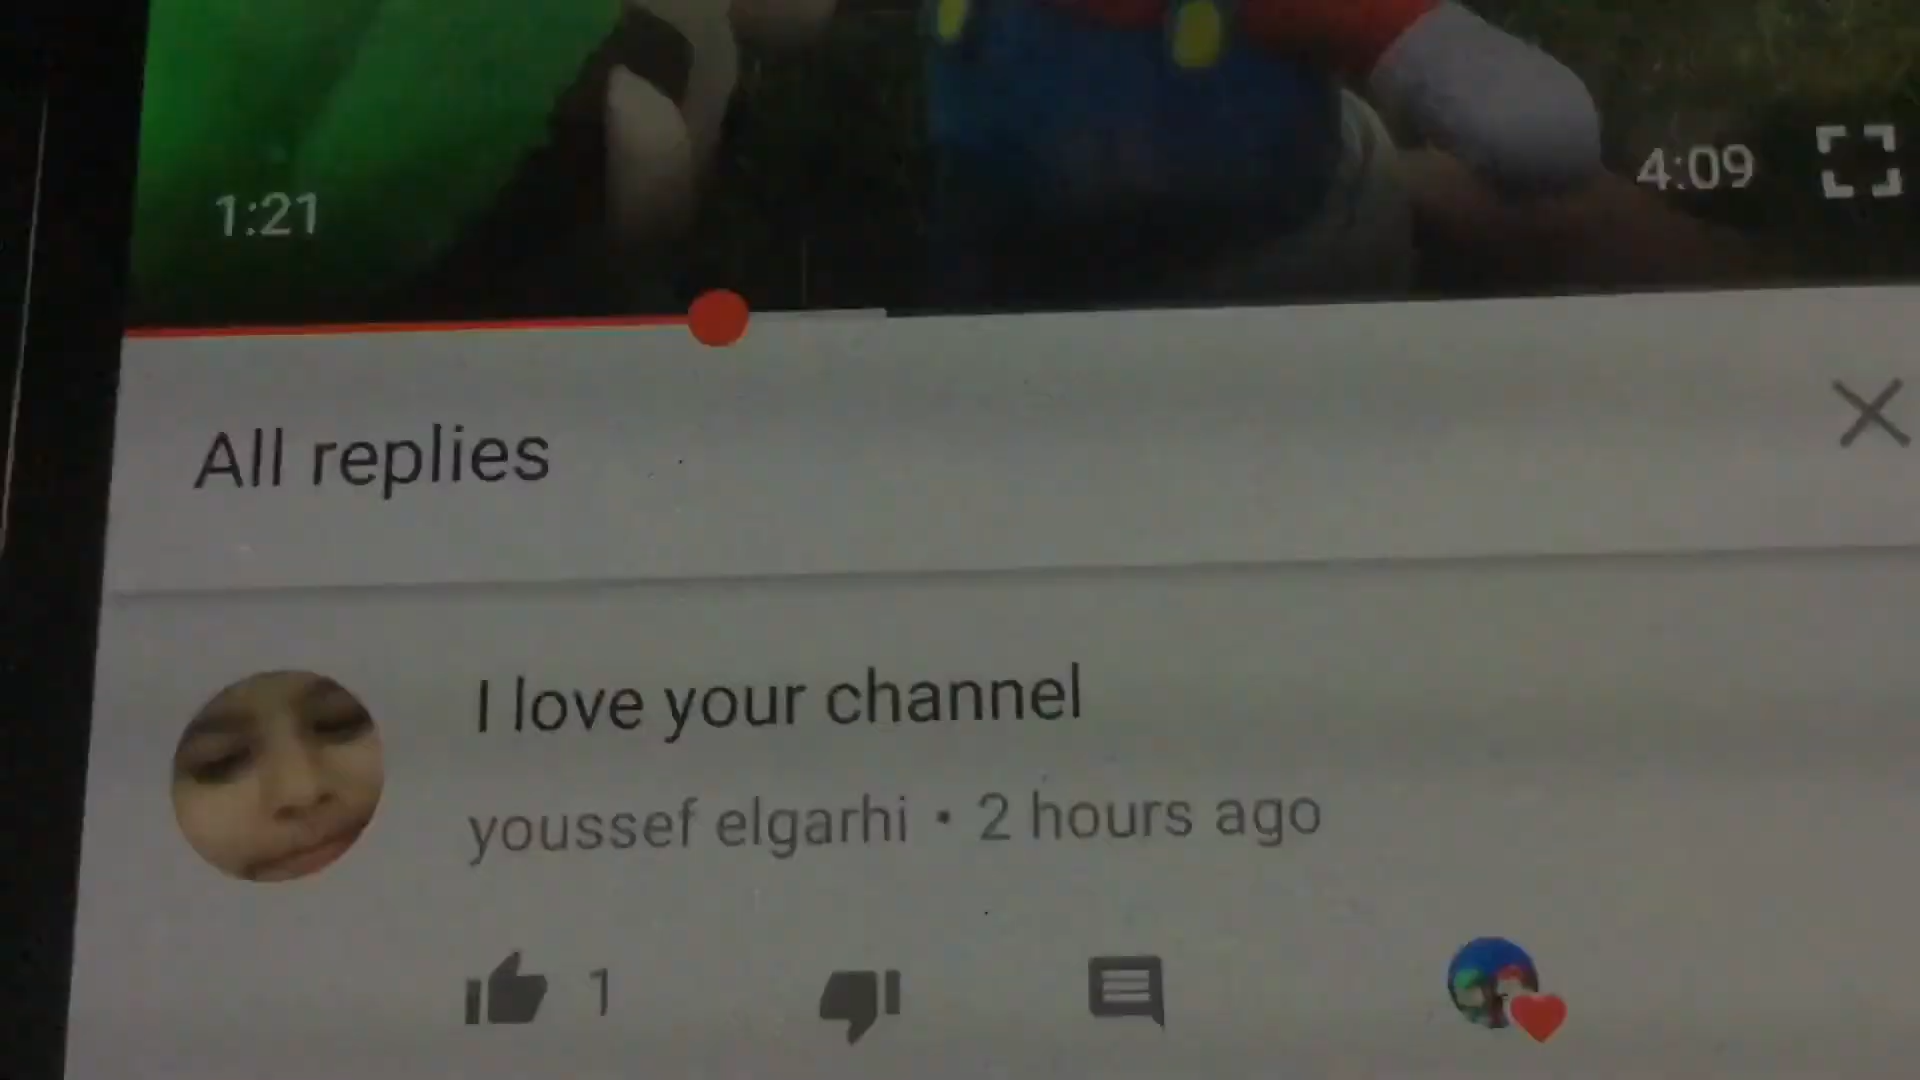 1:21
4:09
All replies
I love your channel
youssef elgarhi • 2 hours ago
1